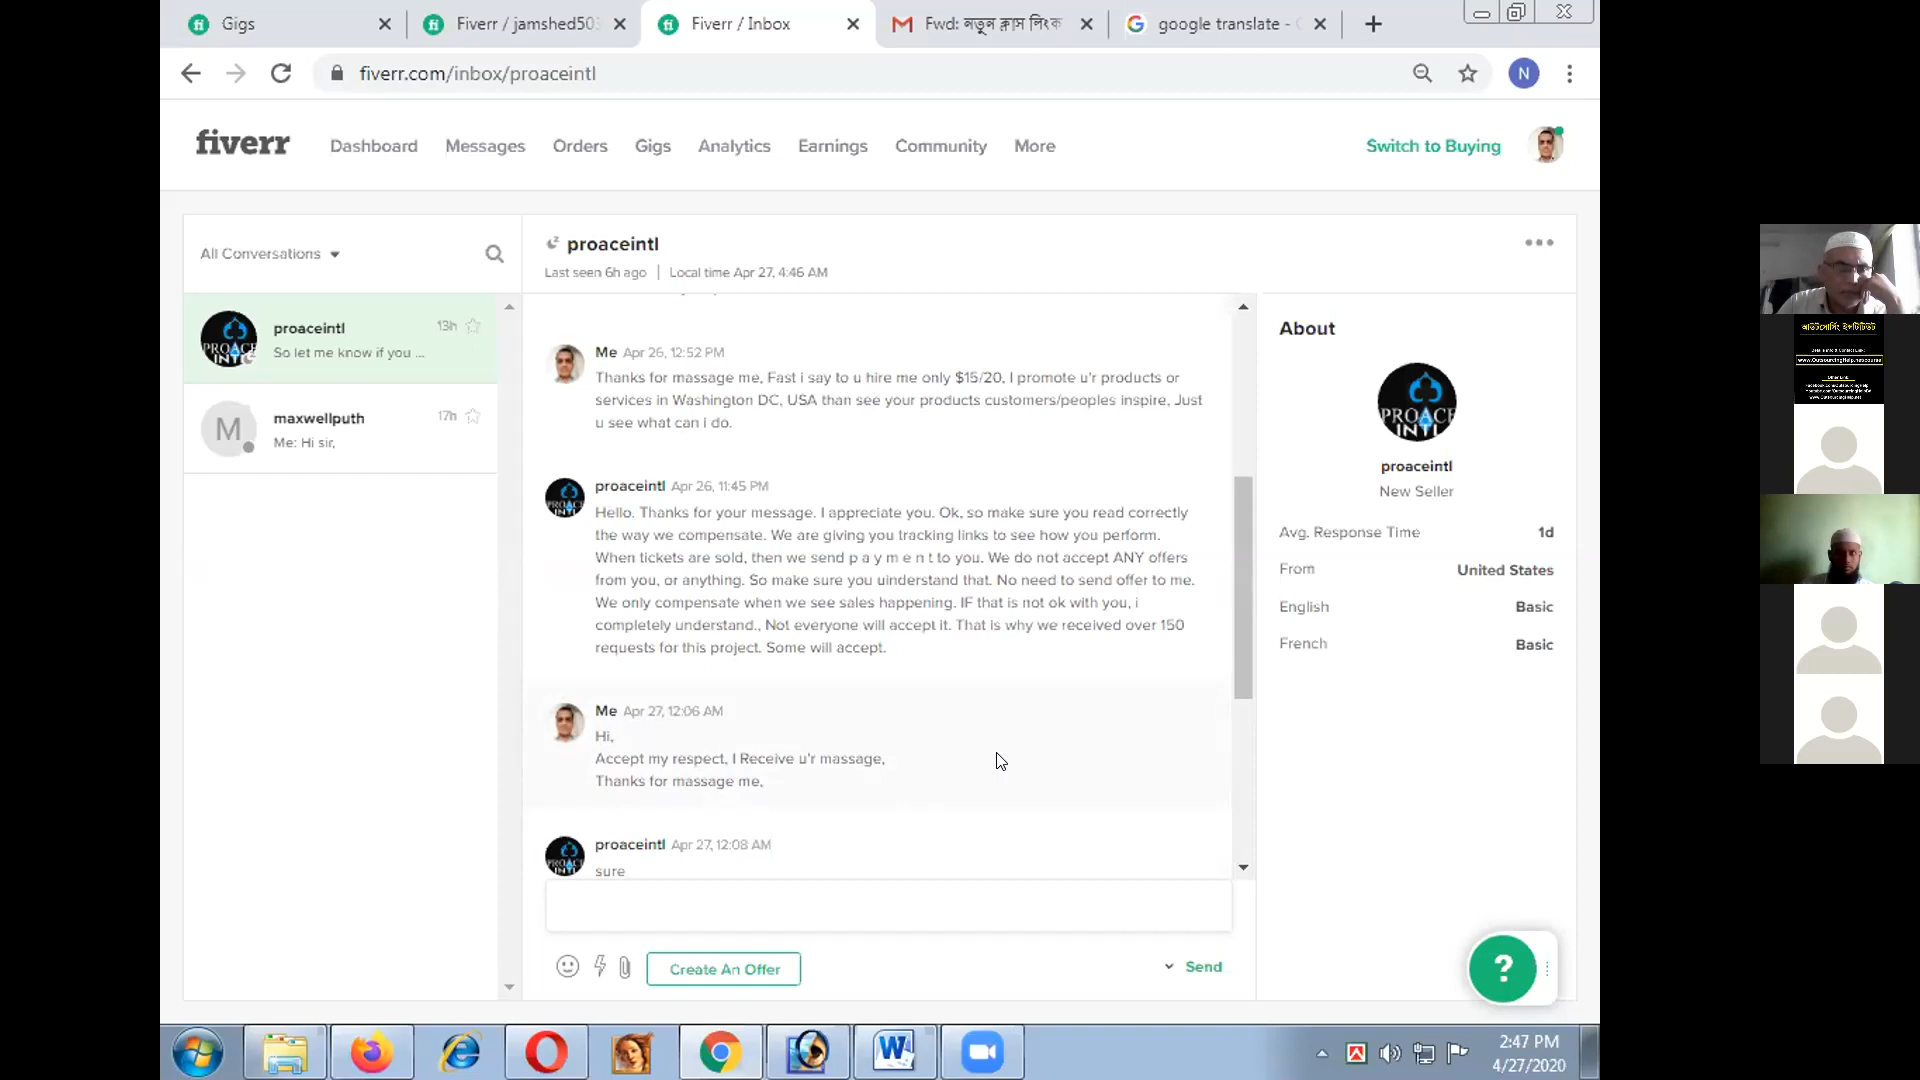 Gigs
Fiverr / jamshed503
Fiverr / Inbox
Fwd: নতুন ক্লাস লিংক
google translate -
fiverr.com/inbox/proaceintl
N
fiverr
Dashboard
Messages
Orders
Gigs
Analytics
Earnings
Community
More
Switch to Buying
All Conversations
proaceintl
13h
So let me know if you ...
M
maxwellputh
17h
Me: Hi sir,
proaceintl
Last seen 6h ago | Local time Apr 27, 4:46 AM
Me Apr 26, 12:52 PM
Thanks for massage me, Fast i say to u hire me only $15/20, I promote u'r products or
services in Washington DC, USA than see your products customers/peoples inspire, Just
u see what can i do.
proaceintl Apr 26, 11:45 PM
Hello. Thanks for your message. I appreciate you. Ok, so make sure you read correctly
the way we compensate. We are giving you tracking links to see how you perform.
When tickets are sold, then we send p a y m e n t to you. We do not accept ANY offers
from you, or anything. So make sure you uinderstand that. No need to send offer to me.
We only compensate when we see sales happening. IF that is not ok with you, i
completely understand., Not everyone will accept it. That is why we received over 150
requests for this project. Some will accept.
Me Apr 27, 12:06 AM
Hi,
Accept my respect, I Receive u'r massage,
Thanks for massage me,
proaceintl Apr 27, 12:08 AM
sure
Create An Offer
Send
About
PROACE
INTL
proaceintl
New Seller
Avg. Response Time 1d
From United States
English Basic
French Basic
?
2:47 PM
4/27/2020
আউটসোর্সিং ইন্সটিটিউট